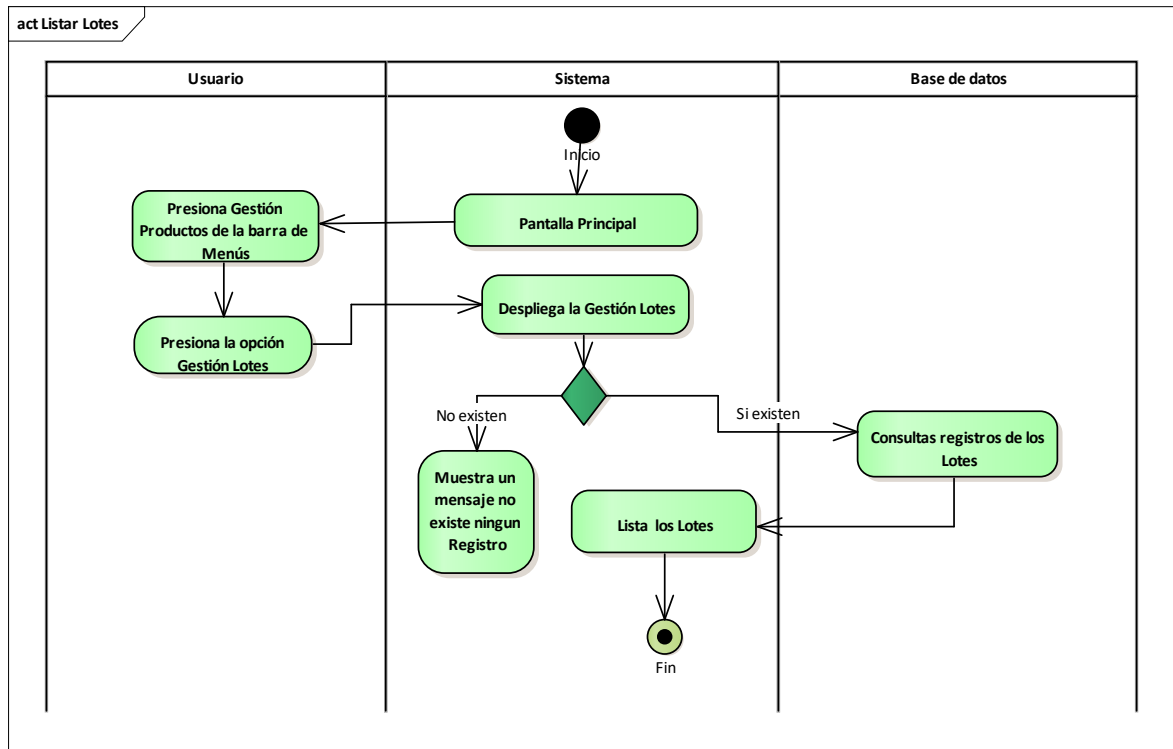 act Listar Lotes
Usuario
Sistema
Base de datos
Inicio
Pantalla Principal
Presiona Gestión
Productos de la barra de
Menús
Presiona la opción
Gestión Lotes
Despliega la Gestión Lotes
No existen
Si existen
Consultas registros de los
Lotes
Muestra un
mensaje no
existe ningun
Registro
Lista los Lotes
Fin